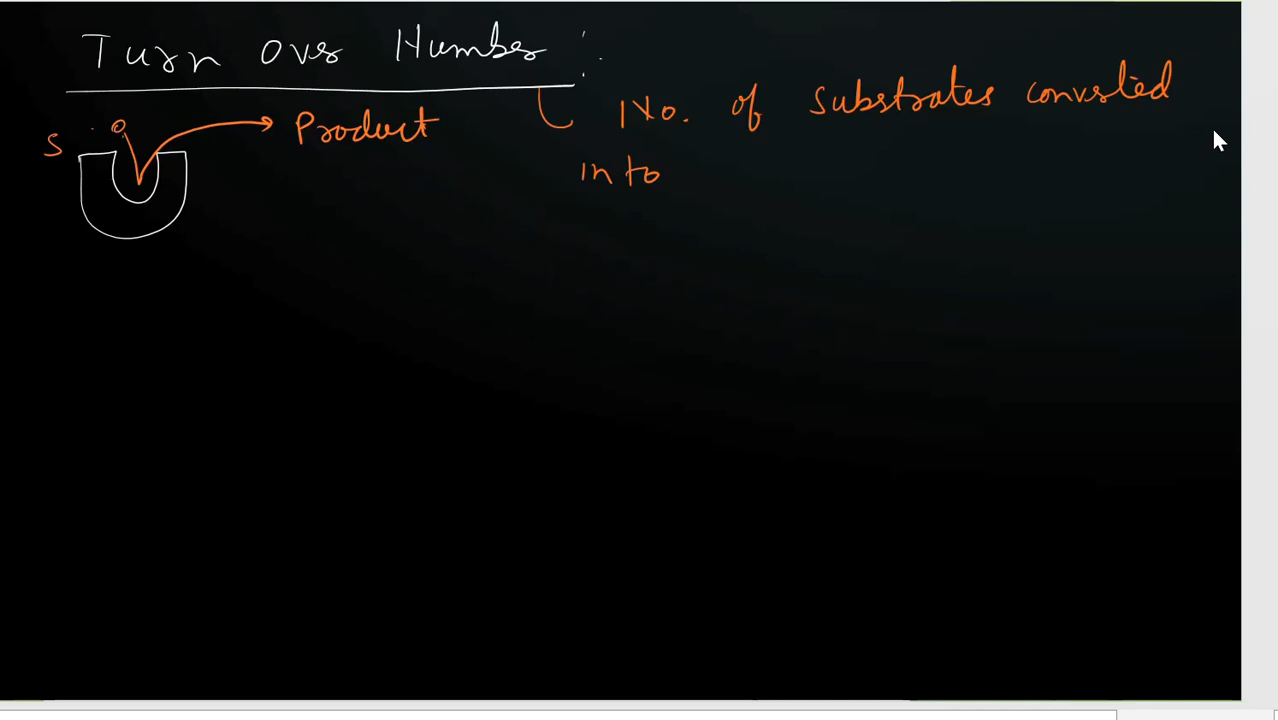 Turn Over Number :
S Product
No. of Substrates converted
into